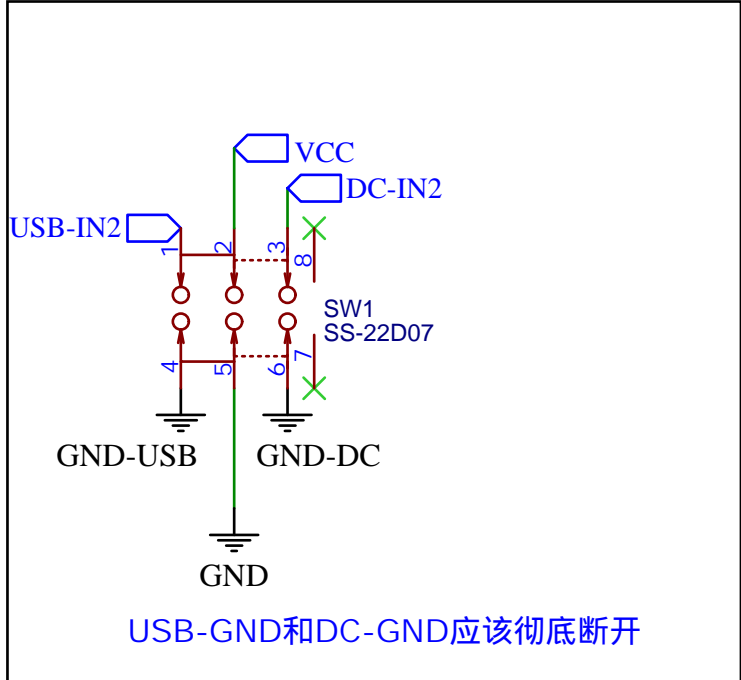 VCC
DC-IN2
USB-IN2
1
2
3
8
SW1
SS-22D07
4
5
6
7
GND-USB
GND-DC
GND
USB-GND和DC-GND应该彻底断开